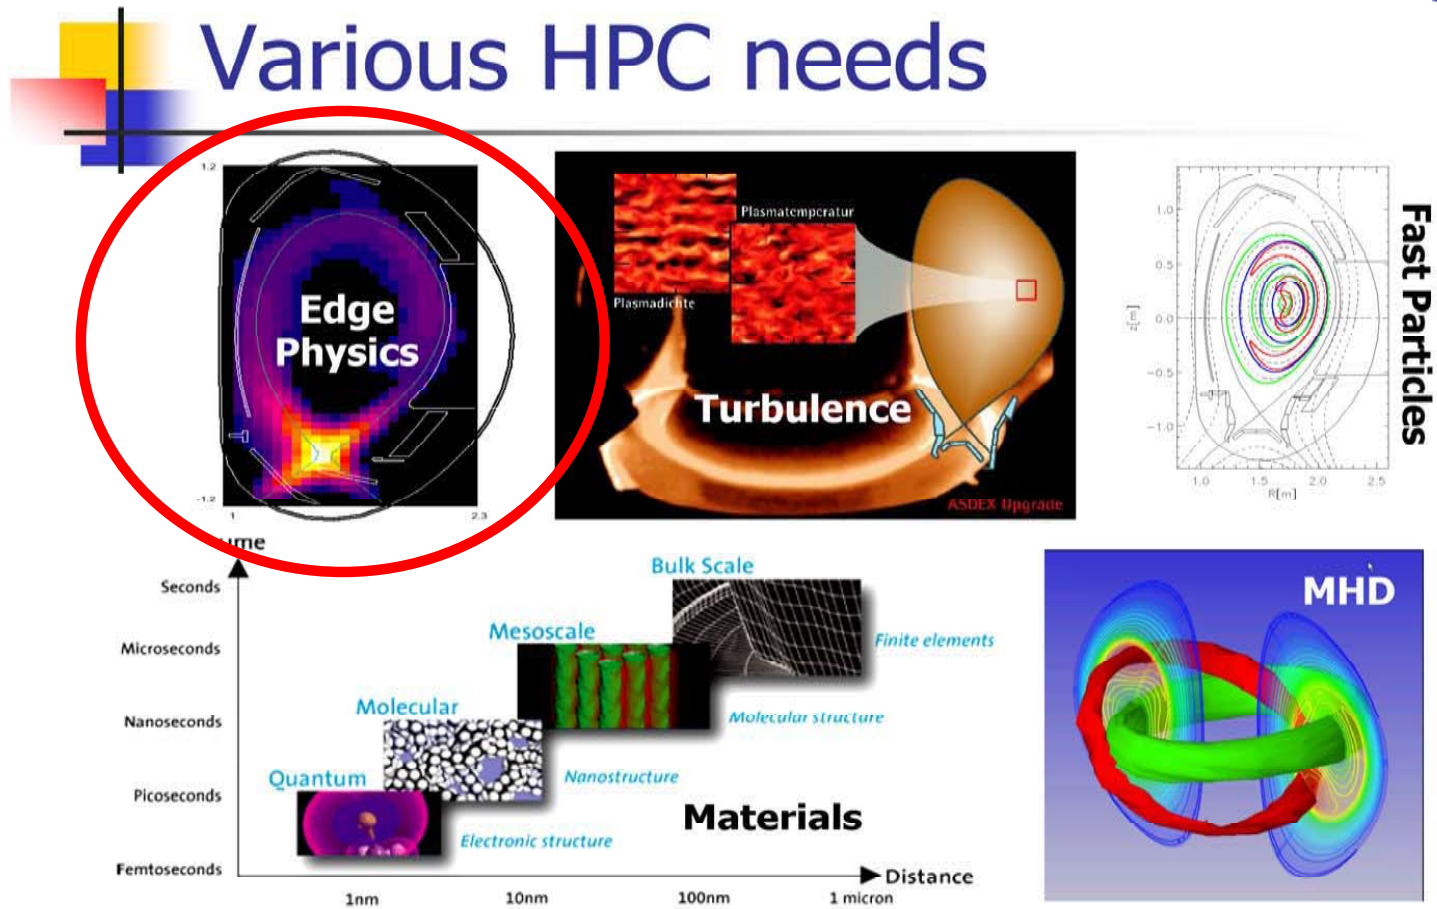 Various HPC needs
1.2
Edge
Physics
-1.2
1
2.3
Plasmatemperatur
Plasmadichte
Turbulence
ASDEX Upgrade
1.0
0.5
0.0
-0.5
-1.0
z[m]
1.0
1.5
2.0
2.5
R[m]
Fast Particles
ume
Seconds
Microseconds
Nanoseconds
Picoseconds
Femtoseconds
Bulk Scale
Finite elements
Mesoscale
Molecular structure
Molecular
Nanostructure
Quantum
Electronic structure
Materials
Distance
1nm
10nm
100nm
1 micron
MHD